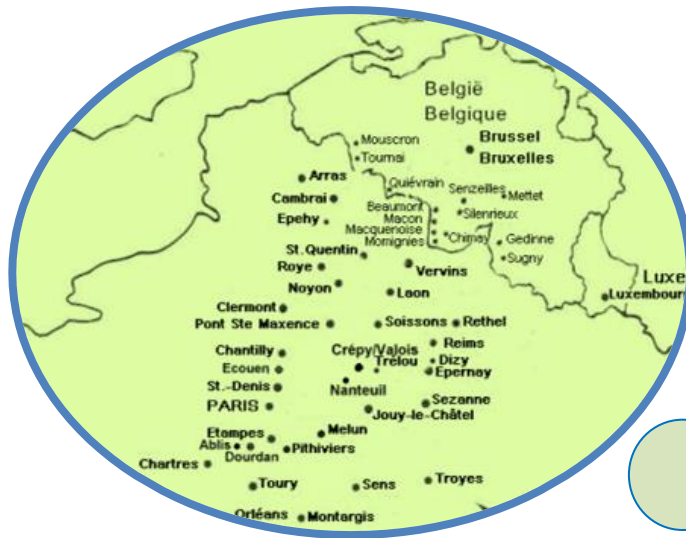 België
Belgique
Brussel
Bruxelles
Mouscron
Tournai
Arras
Quiévrain
Senzeilles
Mettet
Cambrai
Beaumont
Silenrieux
Epehy
Macon
Macquenoise
Chimay
Momignies
Gedinne
St.Quentin
Sugny
Roye
Vervins
Luxe
Noyon
Laon
Luxembourg
Clermont
Pont Ste Maxence
Soissons
Rethel
Chantilly
Crépy/Valois
Reims
Trélou
Dizy
Ecouen
Epernay
St.-Denis
Nanteuil
PARIS
Sezanne
Jouy-le-Châtel
Etampes
Melun
Ablis
Dourdan
Pithiviers
Chartres
Toury
Sens
Troyes
Orléans
Montargis